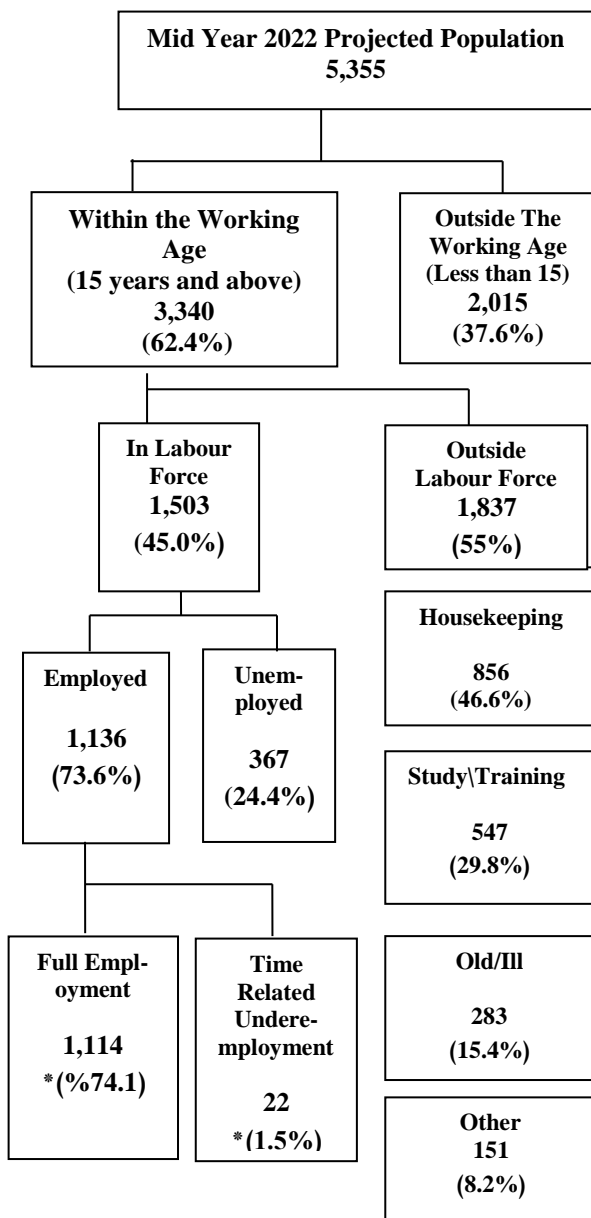 Mid Year 2022 Projected Population
5,355
Within the Working
Age
(15 years and above)
3,340
(62.4%)
Outside The
Working Age
(Less than 15)
2,015
(37.6%)
In Labour
Force
1,503
(45.0%)
Outside
Labour Force
1,837
(55%)
Housekeeping
856
(46.6%)
Employed
1,136
(73.6%)
Unem-
ployed
367
(24.4%)
Study\Training
547
(29.8%)
Full Empl-
oyment
1,114
*(%74.1)
Time
Related
Undere-
mployment
22
*(1.5%)
Old/Ill
283
(15.4%)
Other
151
(8.2%)